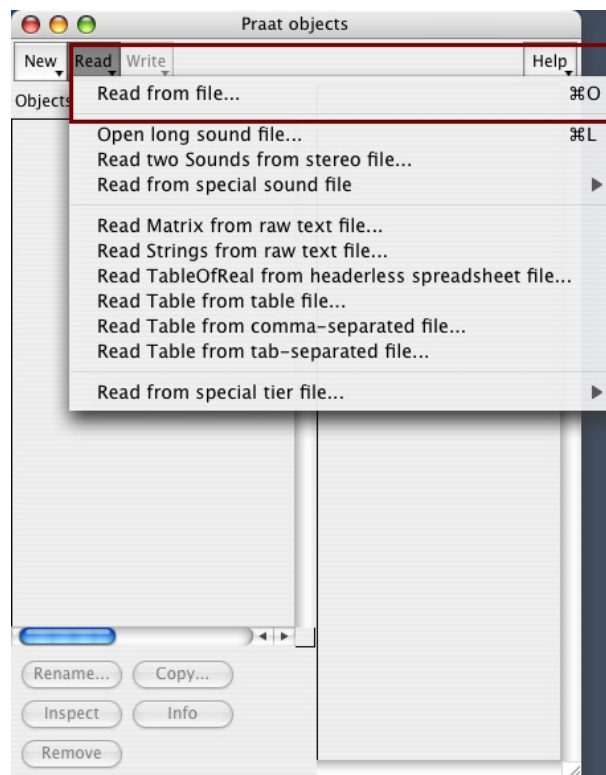 Praat objects
New Read Write Help
Objects
Read from file... ⌘O
Open long sound file... ⌘L
Read two Sounds from stereo file...
Read from special sound file
Read Matrix from raw text file...
Read Strings from raw text file...
Read TableOfReal from headerless spreadsheet file...
Read Table from table file...
Read Table from comma-separated file...
Read Table from tab-separated file...
Read from special tier file...
Rename... Copy...
Inspect Info
Remove